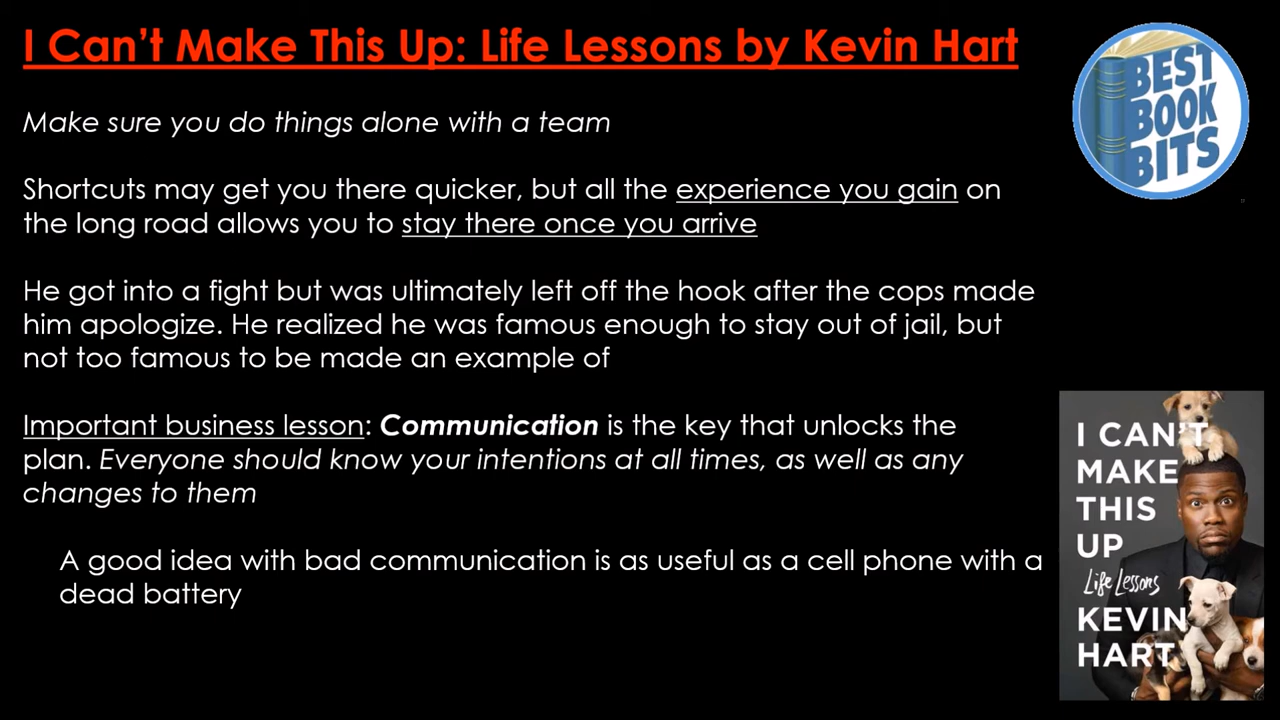 I Can't Make This Up: Life Lessons by Kevin Hart
BEST
BOOK
BITS
Make sure you do things alone with a team
Shortcuts may get you there quicker, but all the experience you gain on
the long road allows you to stay there once you arrive
He got into a fight but was ultimately left off the hook after the cops made
him apologize. He realized he was famous enough to stay out of jail, but
not too famous to be made an example of
Important business lesson: Communication is the key that unlocks the
plan. Everyone should know your intentions at all times, as well as any
changes to them
A good idea with bad communication is as useful as a cell phone with a
dead battery
I CAN'T
MAKE
THIS
UP
Life Lessons
KEVIN
HART